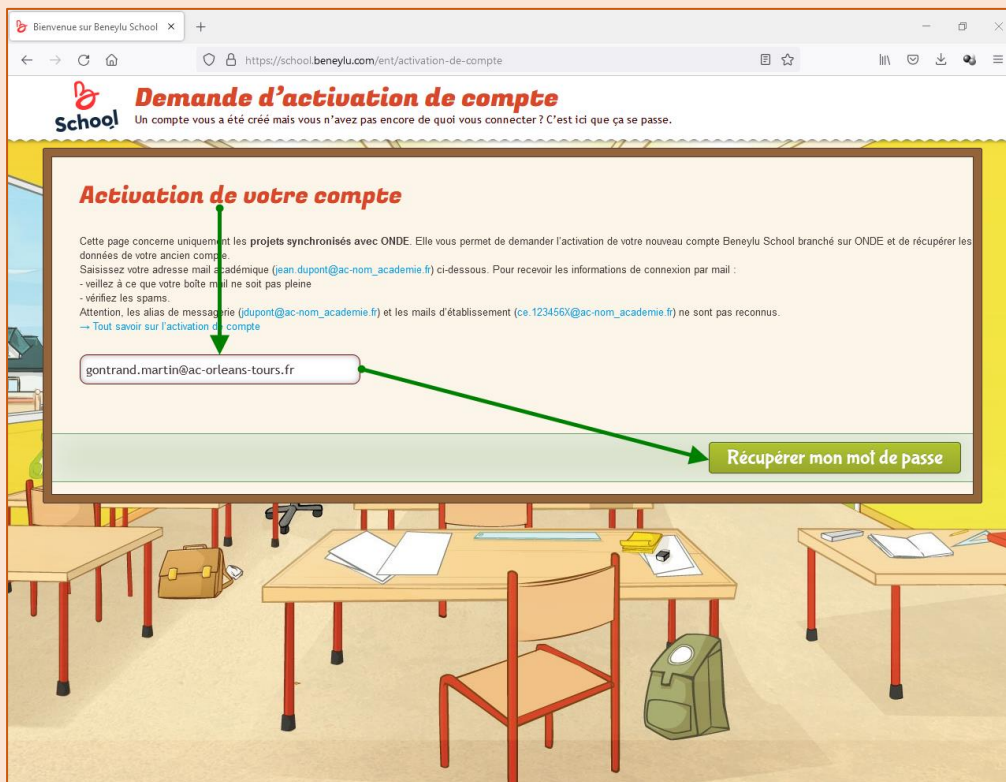 Bienvenue sur Beneylu School
https://school.beneylu.com/ent/activation-de-compte
School
Demande d'activation de compte
Un compte vous a été créé mais vous n'avez pas encore de quoi vous connecter ? C'est ici que ça se passe.
Activation de votre compte
Cette page concerne uniquement les projets synchronisés avec ONDE. Elle vous permet de demander l'activation de votre nouveau compte Beneylu School branché sur ONDE et de récupérer les
données de votre ancien compte.
Saisissez votre adresse mail académique (jean.dupont@ac-nom_academie.fr) ci-dessous. Pour recevoir les informations de connexion par mail :
- veillez à ce que votre boîte mail ne soit pas pleine
- vérifiez les spams.
Attention, les alias de messagerie (jdupont@ac-nom_academie.fr) et les mails d'établissement (ce.123456X@ac-nom_academie.fr) ne sont pas reconnus.
→ Tout savoir sur l'activation de compte
gontrand.martin@ac-orleans-tours.fr
Récupérer mon mot de passe